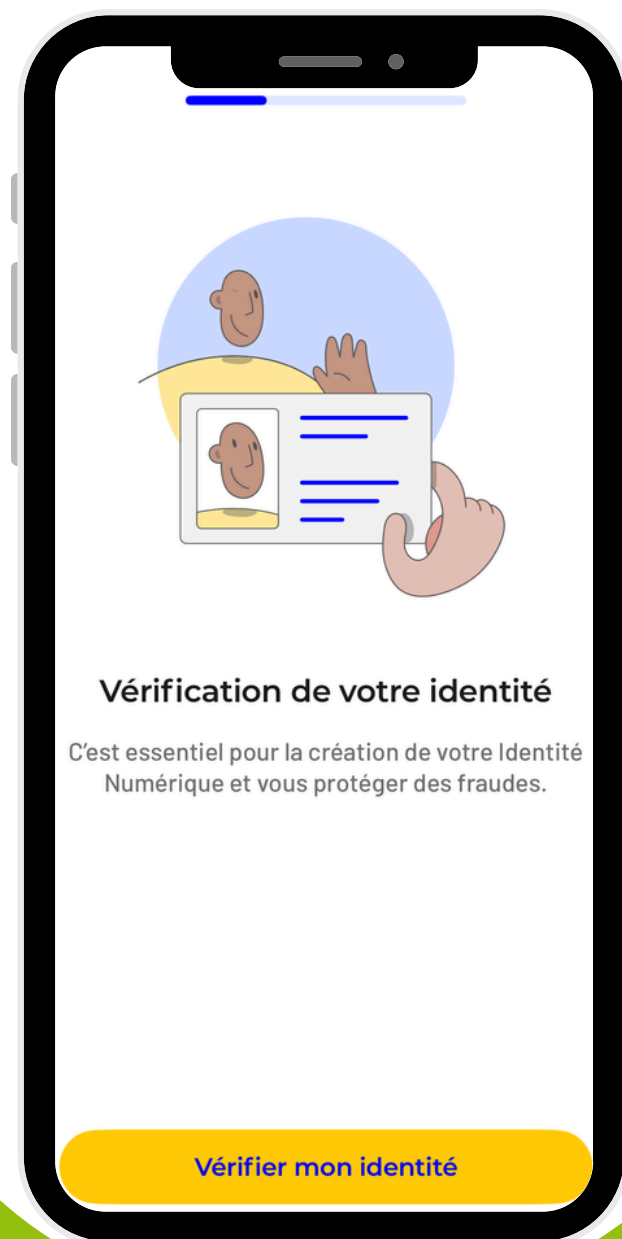 Vérification de votre identité
C'est essentiel pour la création de votre Identité
Numérique et vous protéger des fraudes.
Vérifier mon identité